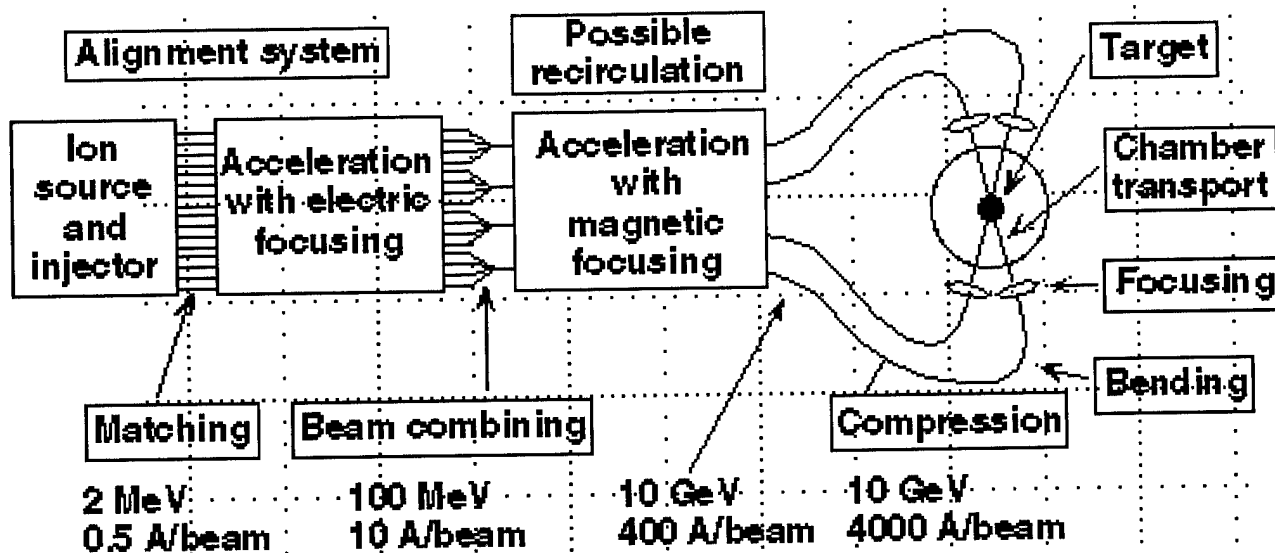 Alignment system
Possible
recirculation
Target
Ion
source
and
injector
Acceleration
with electric
focusing
Acceleration
with
magnetic
focusing
Chamber
transport
Focusing
Bending
Matching
Beam combining
Compression
2 MeV
0.5 A/beam
100 MeV
10 A/beam
10 GeV
400 A/beam
10 GeV
4000 A/beam